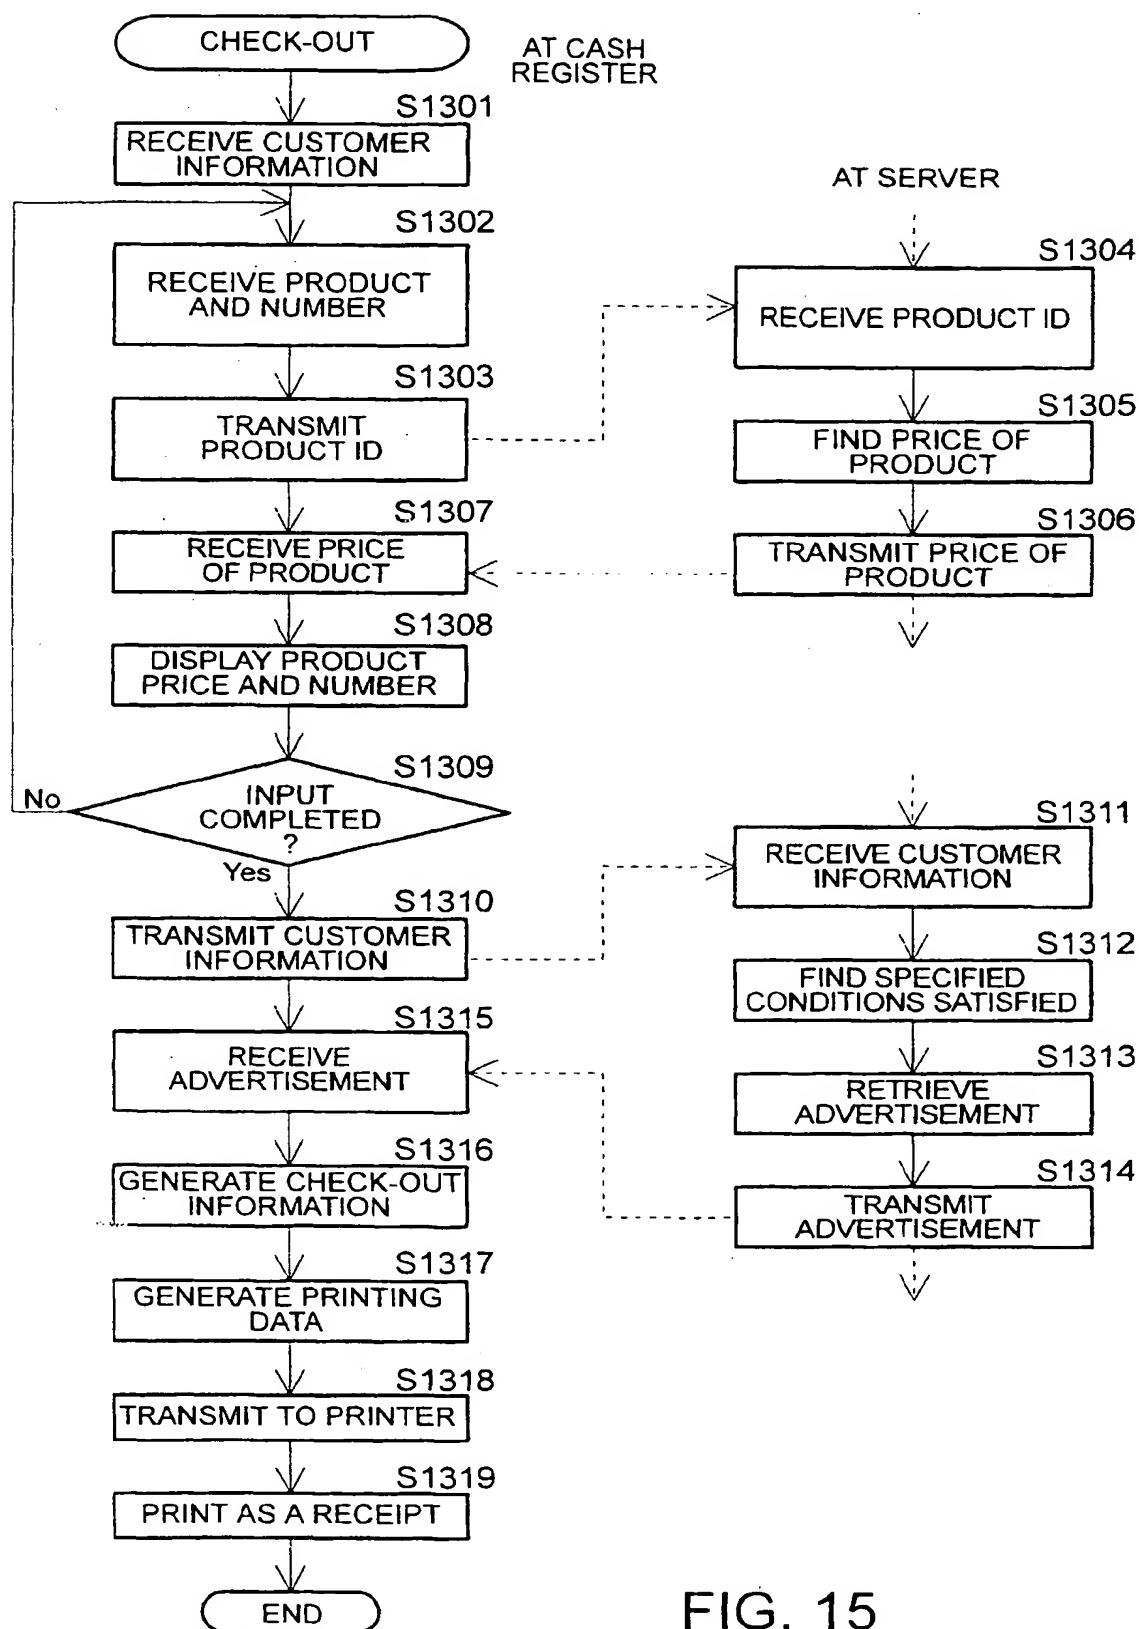 CHECK-OUT
AT CASH
REGISTER
S1301
RECEIVE CUSTOMER
INFORMATION
S1302
RECEIVE PRODUCT
AND NUMBER
S1303
TRANSMIT
PRODUCT ID
S1307
RECEIVE PRICE
OF PRODUCT
S1308
DISPLAY PRODUCT
PRICE AND NUMBER
S1309
INPUT
COMPLETED
?
No
Yes
S1310
TRANSMIT CUSTOMER
INFORMATION
S1315
RECEIVE
ADVERTISEMENT
S1316
GENERATE CHECK-OUT
INFORMATION
S1317
GENERATE PRINTING
DATA
S1318
TRANSMIT TO PRINTER
S1319
PRINT AS A RECEIPT
END
AT SERVER
S1304
RECEIVE PRODUCT ID
S1305
FIND PRICE OF
PRODUCT
S1306
TRANSMIT PRICE OF
PRODUCT
S1311
RECEIVE CUSTOMER
INFORMATION
S1312
FIND SPECIFIED
CONDITIONS SATISFIED
S1313
RETRIEVE
ADVERTISEMENT
S1314
TRANSMIT
ADVERTISEMENT
FIG. 15